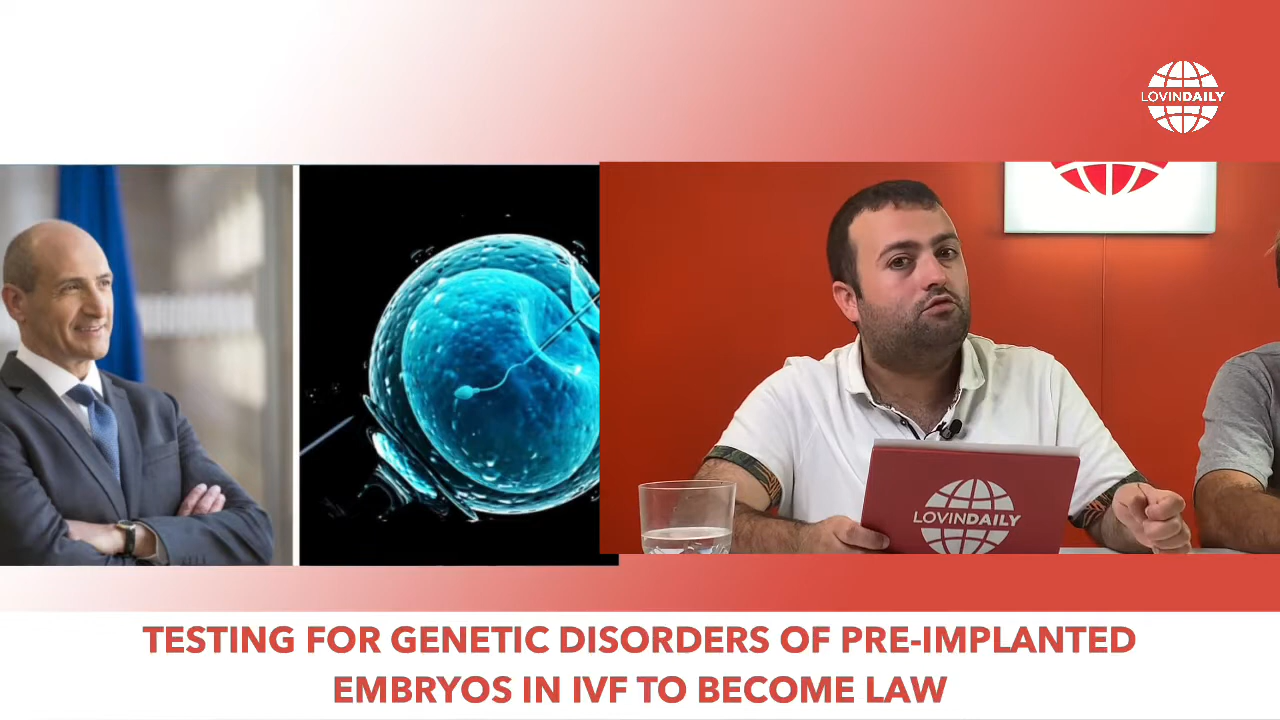 LOVINDAILY
LOVINDAILY
TESTING FOR GENETIC DISORDERS OF PRE-IMPLANTED
EMBRYOS IN IVF TO BECOME LAW